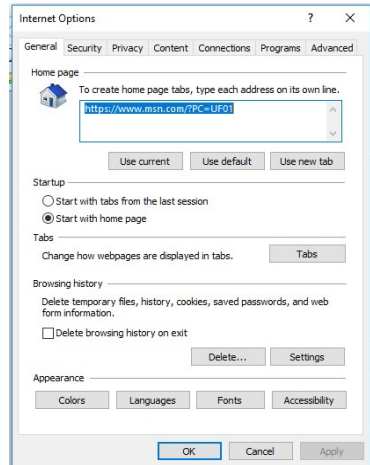 Internet Options
? X
General Security Privacy Content Connections Programs Advanced
Home page
To create home page tabs, type each address on its own line.
https://www.msn.com/?PC=UF01
Use current Use default Use new tab
Startup
Start with tabs from the last session
Start with home page
Tabs
Change how webpages are displayed in tabs. Tabs
Browsing history
Delete temporary files, history, cookies, saved passwords, and web
form information.
Delete browsing history on exit
Delete... Settings
Appearance
Colors Languages Fonts Accessibility
OK Cancel Apply